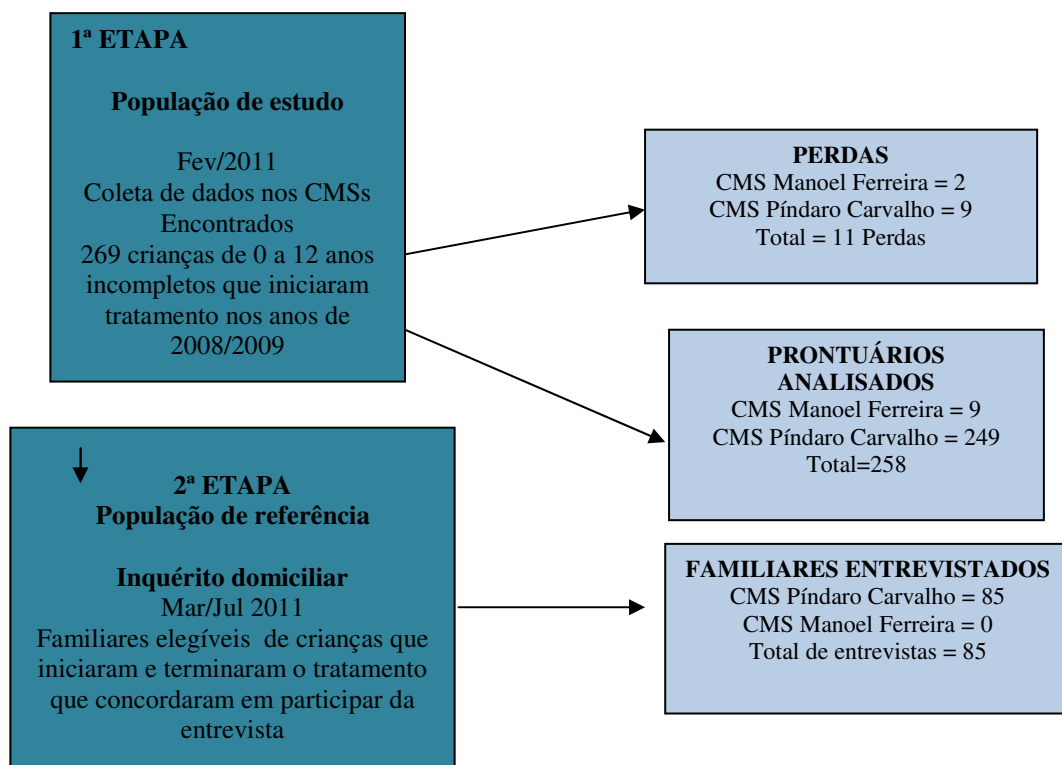 1ª ETAPA
População de estudo
Fev/2011
Coleta de dados nos CMSs
Encontrados
269 crianças de 0 a 12 anos
incompletos que iniciaram
tratamento nos anos de
2008/2009
PERDAS
CMS Manoel Ferreira = 2
CMS Píndaro Carvalho = 9
Total = 11 Perdas
PRONTUÁRIOS
ANALISADOS
CMS Manoel Ferreira = 9
CMS Píndaro Carvalho = 249
Total=258
2ª ETAPA
População de referência
Inquérito domiciliar
Mar/Jul 2011
Familiares elegíveis de crianças que
iniciaram e terminaram o tratamento
que concordaram em participar da
entrevista
FAMILIARES ENTREVISTADOS
CMS Píndaro Carvalho = 85
CMS Manoel Ferreira = 0
Total de entrevistas = 85